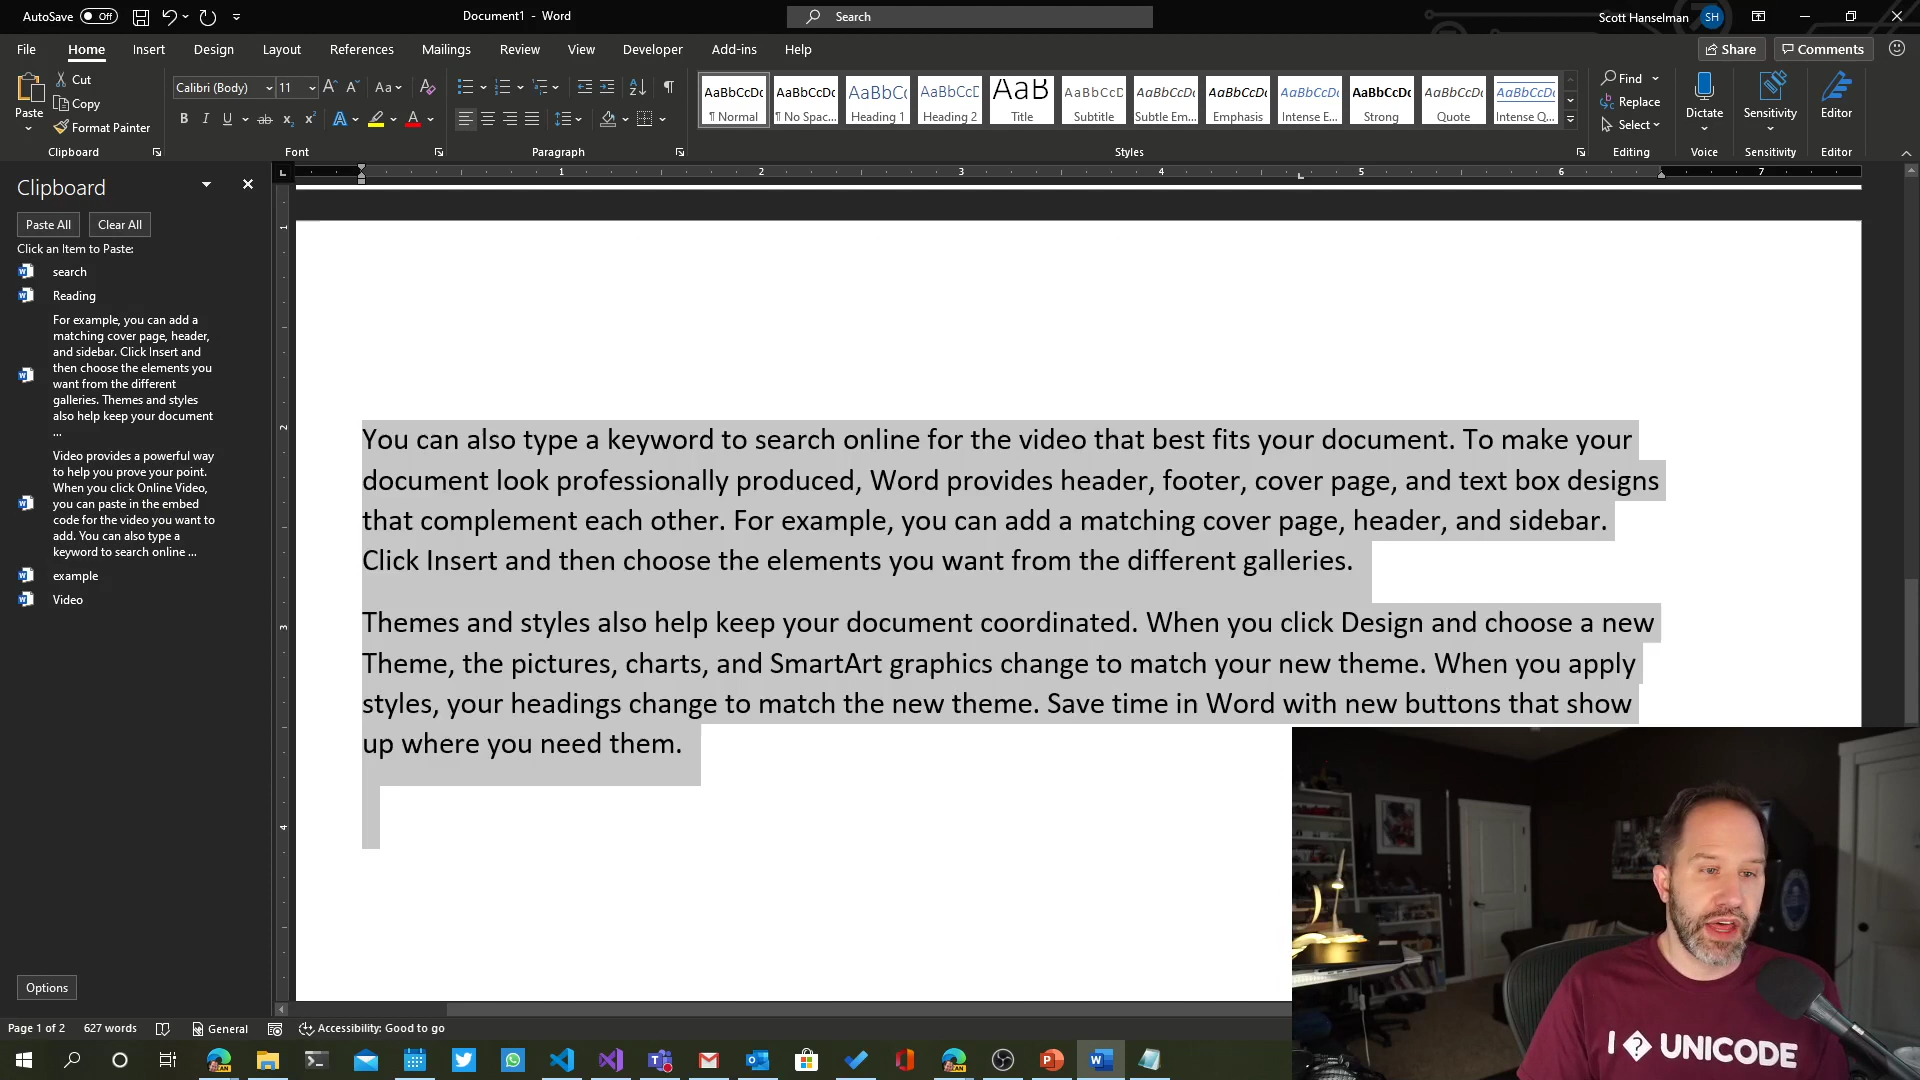 AutoSave Off
Document1 - Word
Search
Scott Hanselman SH
File Home Insert Design Layout References Mailings Review View Developer Add-ins Help
Share Comments
Paste
Cut
Copy
Format Painter
Clipboard
Calibri (Body) 11
Font
Paragraph
AaBbCcDc
¶ Normal
AaBbCcDc
¶ No Spac...
AaBbCc
Heading 1
AaBbCcD
Heading 2
AaB
Title
AaBbCcD
Subtitle
AaBbCcDc
Subtle Em...
AaBbCcDc
Emphasis
AaBbCcDc
Intense E...
AaBbCcDc
Strong
AaBbCcDc
Quote
AaBbCcDc
Intense Q...
Styles
Find
Replace
Select
Editing
Dictate
Voice
Sensitivity
Sensitivity
Editor
Editor
Clipboard
Paste All Clear All
Click an Item to Paste:
search
Reading
For example, you can add a
matching cover page, header,
and sidebar. Click Insert and
then choose the elements you
want from the different
galleries. Themes and styles
also help keep your document
...
Video provides a powerful way
to help you prove your point.
When you click Online Video,
you can paste in the embed
code for the video you want to
add. You can also type a
keyword to search online ...
example
Video
Options
1 2 3 4 5 6 7
1
2
3
4
You can also type a keyword to search online for the video that best fits your document. To make your
document look professionally produced, Word provides header, footer, cover page, and text box designs
that complement each other. For example, you can add a matching cover page, header, and sidebar.
Click Insert and then choose the elements you want from the different galleries.
Themes and styles also help keep your document coordinated. When you click Design and choose a new
Theme, the pictures, charts, and SmartArt graphics change to match your new theme. When you apply
styles, your headings change to match the new theme. Save time in Word with new buttons that show
up where you need them.
I � UNICODE
Page 1 of 2 627 words General Accessibility: Good to go